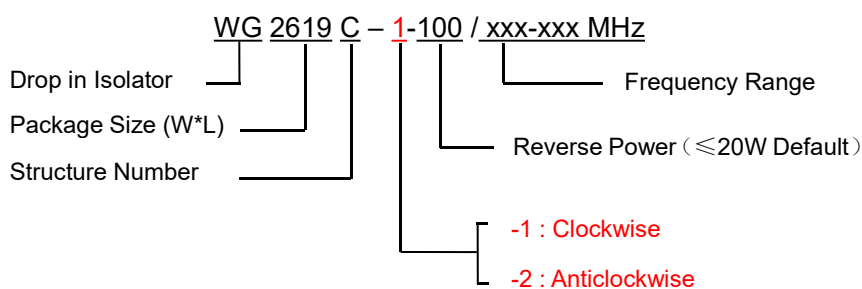 WG 2619 C – 1-100 / xxx-xxx MHz
Drop in Isolator
Frequency Range
Package Size (W*L)
Reverse Power（≤20W Default）
Structure Number
-1 : Clockwise
-2 : Anticlockwise